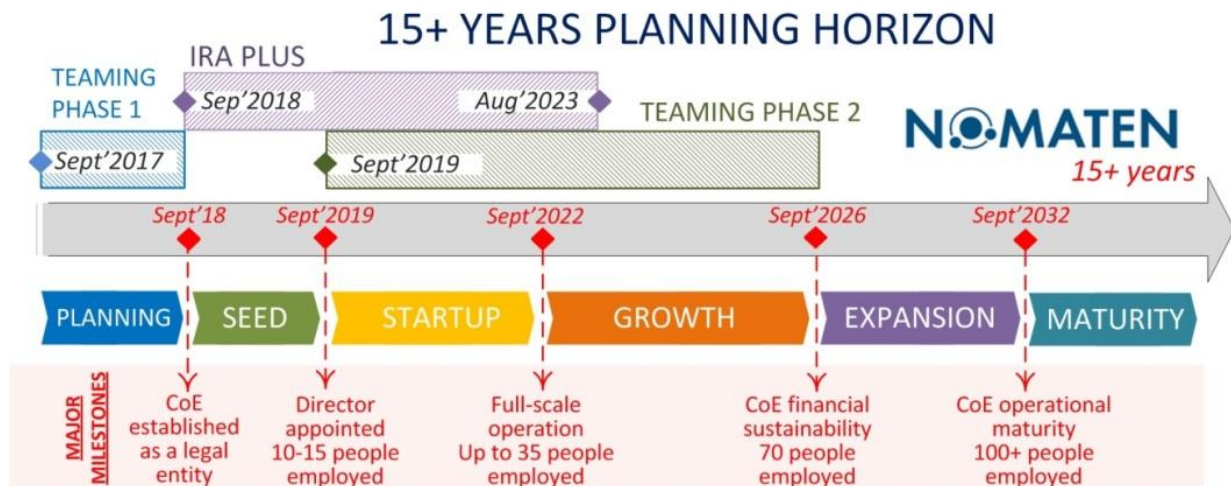 15+ YEARS PLANNING HORIZON
IRA PLUS
TEAMING
PHASE 1
Sep'2018
Aug'2023
TEAMING PHASE 2
Sept'2017
Sept'2019
NOMATEN
15+ years
Sept'18
Sept'2019
Sept'2022
Sept'2026
Sept'2032
PLANNING
SEED
STARTUP
GROWTH
EXPANSION
MATURITY
MAJOR
MILESTONES
CoE
established
as a legal
entity
Director
appointed
10-15 people
employed
Full-scale
operation
Up to 35 people
employed
CoE financial
sustainability
70 people
employed
CoE operational
maturity
100+ people
employed